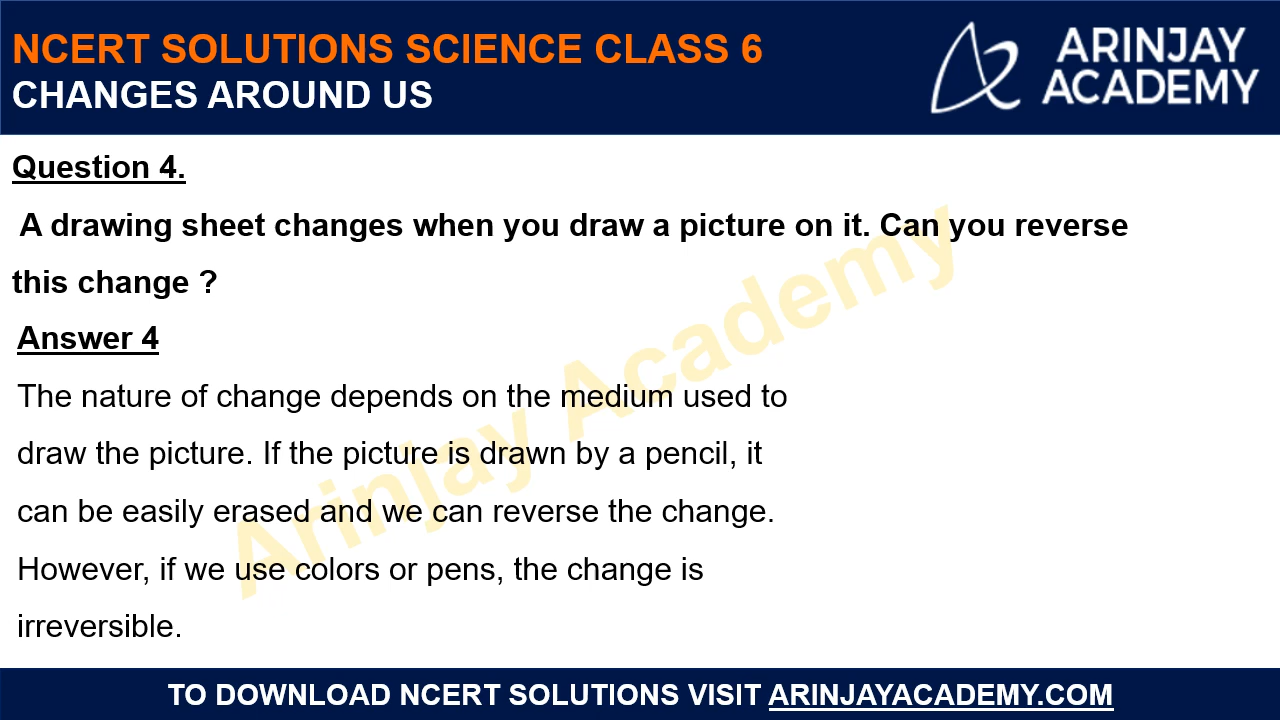 NCERT SOLUTIONS SCIENCE CLASS 6
CHANGES AROUND US
ARINJAY
ACADEMY
Question 4.
A drawing sheet changes when you draw a picture on it. Can you reverse
this change ?
Answer 4
The nature of change depends on the medium used to
draw the picture. If the picture is drawn by a pencil, it
can be easily erased and we can reverse the change.
However, if we use colors or pens, the change is
irreversible.
Arinjay Academy
TO DOWNLOAD NCERT SOLUTIONS VISIT ARINJAYACADEMY.COM